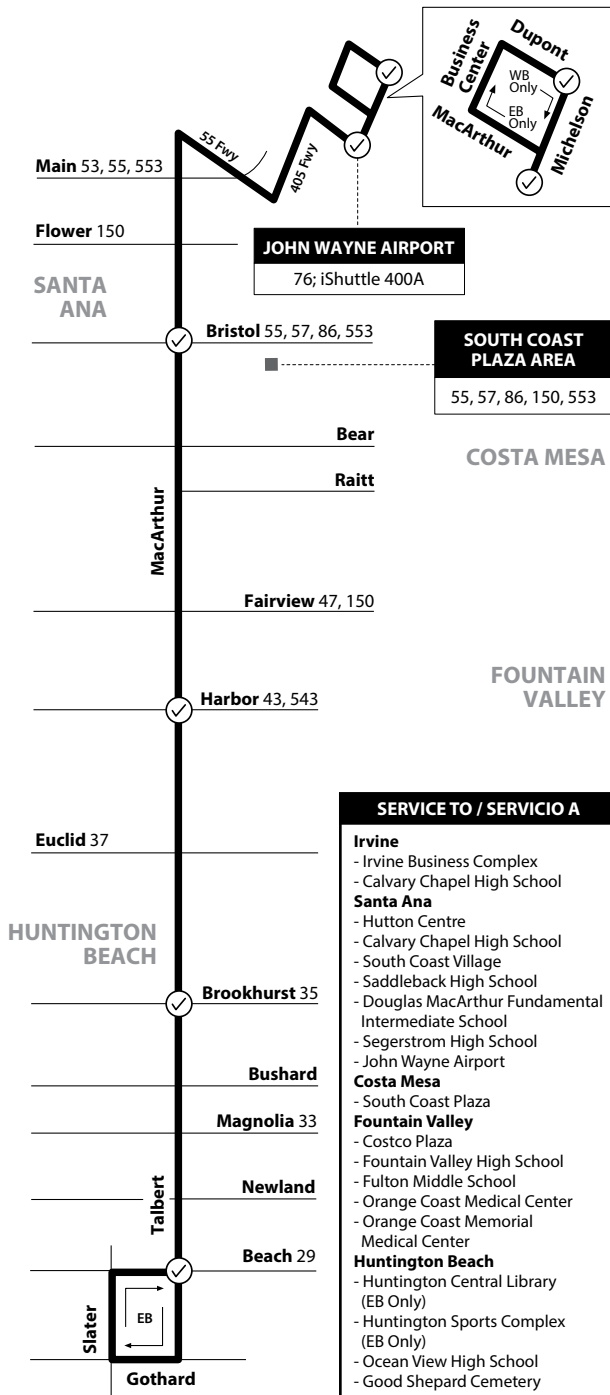 Business
Center
Dupont
WB
Only
EB
Only
MacArthur
Michelson
55 Fwy
405 Fwy
Main 53, 55, 553
Flower 150
JOHN WAYNE AIRPORT
76; iShuttle 400A
SANTA
ANA
Bristol 55, 57, 86, 553
SOUTH COAST
PLAZA AREA
55, 57, 86, 150, 553
Bear
COSTA MESA
Raitt
MacArthur
Fairview 47, 150
FOUNTAIN
VALLEY
Harbor 43, 543
Euclid 37
HUNTINGTON
BEACH
Brookhurst 35
Bushard
Magnolia 33
Talbert
Newland
Beach 29
Slater
EB
Gothard
SERVICE TO / SERVICIO A
Irvine
- Irvine Business Complex
- Calvary Chapel High School
Santa Ana
- Hutton Centre
- Calvary Chapel High School
- South Coast Village
- Saddleback High School
- Douglas MacArthur Fundamental
Intermediate School
- Segerstrom High School
- John Wayne Airport
Costa Mesa
- South Coast Plaza
Fountain Valley
- Costco Plaza
- Fountain Valley High School
- Fulton Middle School
- Orange Coast Medical Center
- Orange Coast Memorial
Medical Center
Huntington Beach
- Huntington Central Library
(EB Only)
- Huntington Sports Complex
(EB Only)
- Ocean View High School
- Good Shepard Cemetery